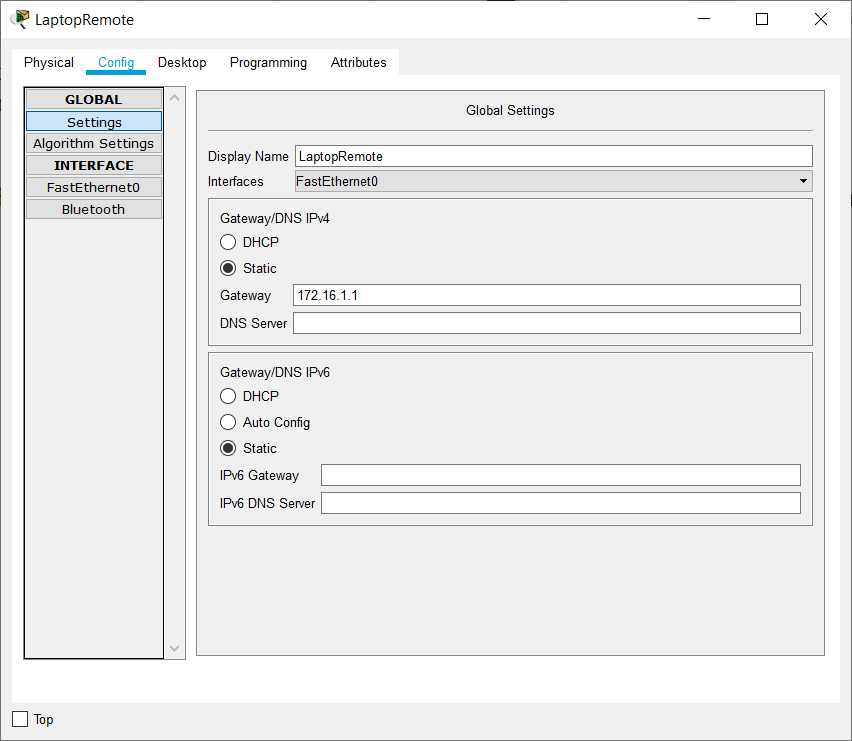 LaptopRemote
Physical Config Desktop Programming Attributes
GLOBAL
Settings
Algorithm Settings
INTERFACE
FastEthernet0
Bluetooth
Global Settings
Display Name LaptopRemote
Interfaces FastEthernet0
Gateway/DNS IPv4
DHCP
Static
Gateway 172.16.1.1
DNS Server
Gateway/DNS IPv6
DHCP
Auto Config
Static
IPv6 Gateway
IPv6 DNS Server
Top